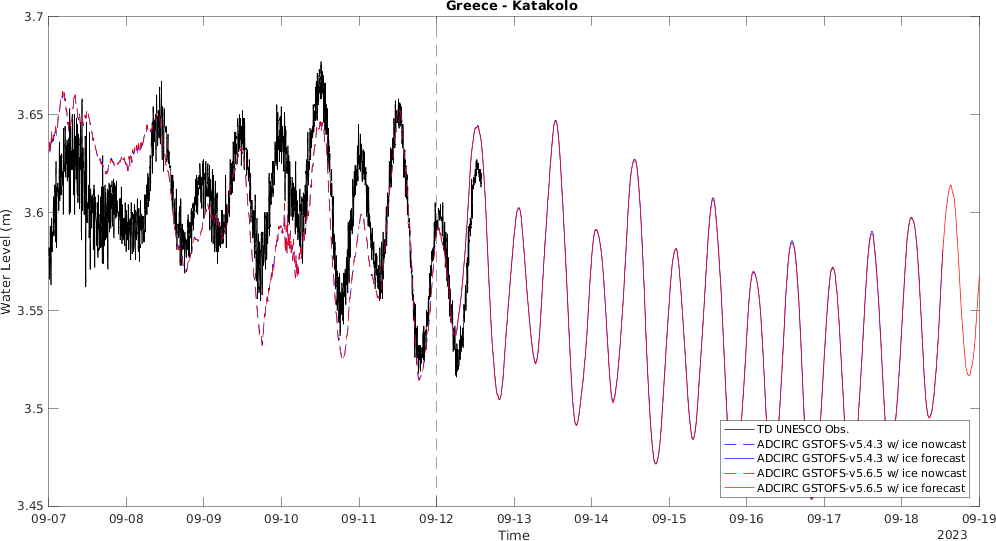 Greece - Katakolo
3.7
3.65
3.6
3.55
3.5
3.45
Water Level (m)
TD UNESCO Obs.
ADCIRC GSTOFS-v5.4.3 w/ ice nowcast
ADCIRC GSTOFS-v5.4.3 w/ ice forecast
ADCIRC GSTOFS-v5.6.5 w/ ice nowcast
ADCIRC GSTOFS-v5.6.5 w/ ice forecast
09-07 09-08 09-09 09-10 09-11 09-12 09-13 09-14 09-15 09-16 09-17 09-18 09-19
Time
2023